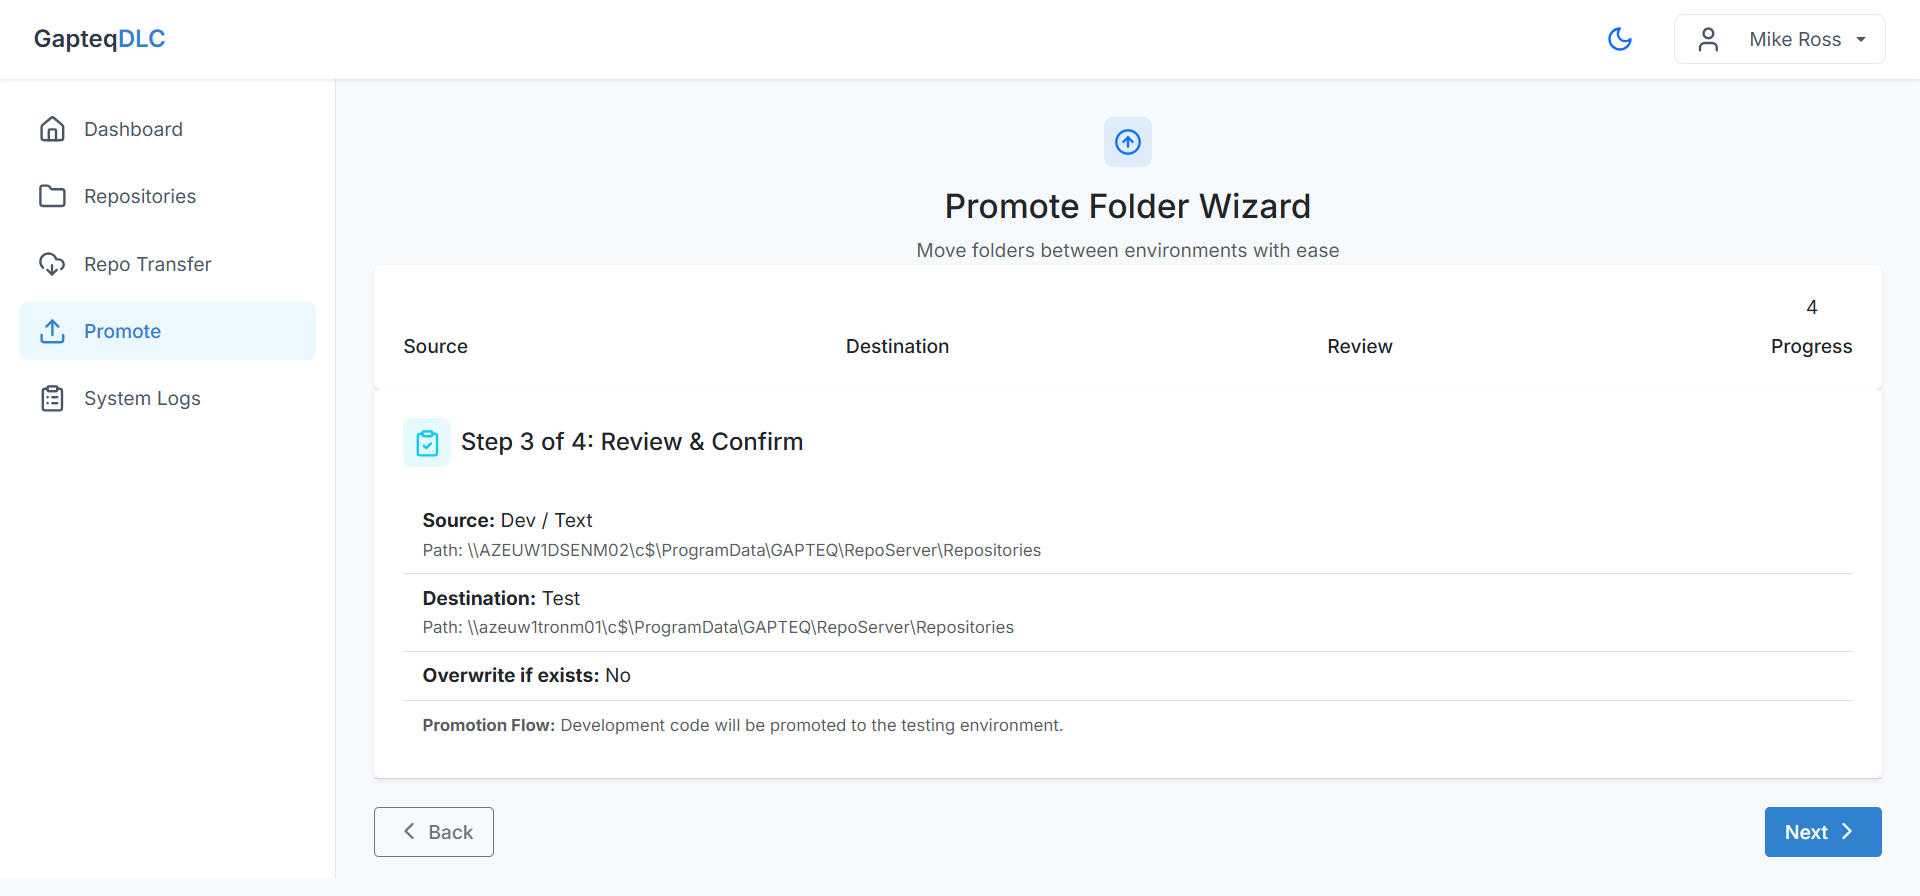 GapteqDLC
Mike Ross
Dashboard
Repositories
Repo Transfer
Promote
System Logs
Promote Folder Wizard
Move folders between environments with ease
4
Source
Destination
Review
Progress
Step 3 of 4: Review & Confirm
Source: Dev / Text
Path: \\AZEUW1DSENM02\c$\ProgramData\GAPTEQ\RepoServer\Repositories
Destination: Test
Path: \\azeuw1tronm01\c$\ProgramData\GAPTEQ\RepoServer\Repositories
Overwrite if exists: No
Promotion Flow: Development code will be promoted to the testing environment.
Back
Next